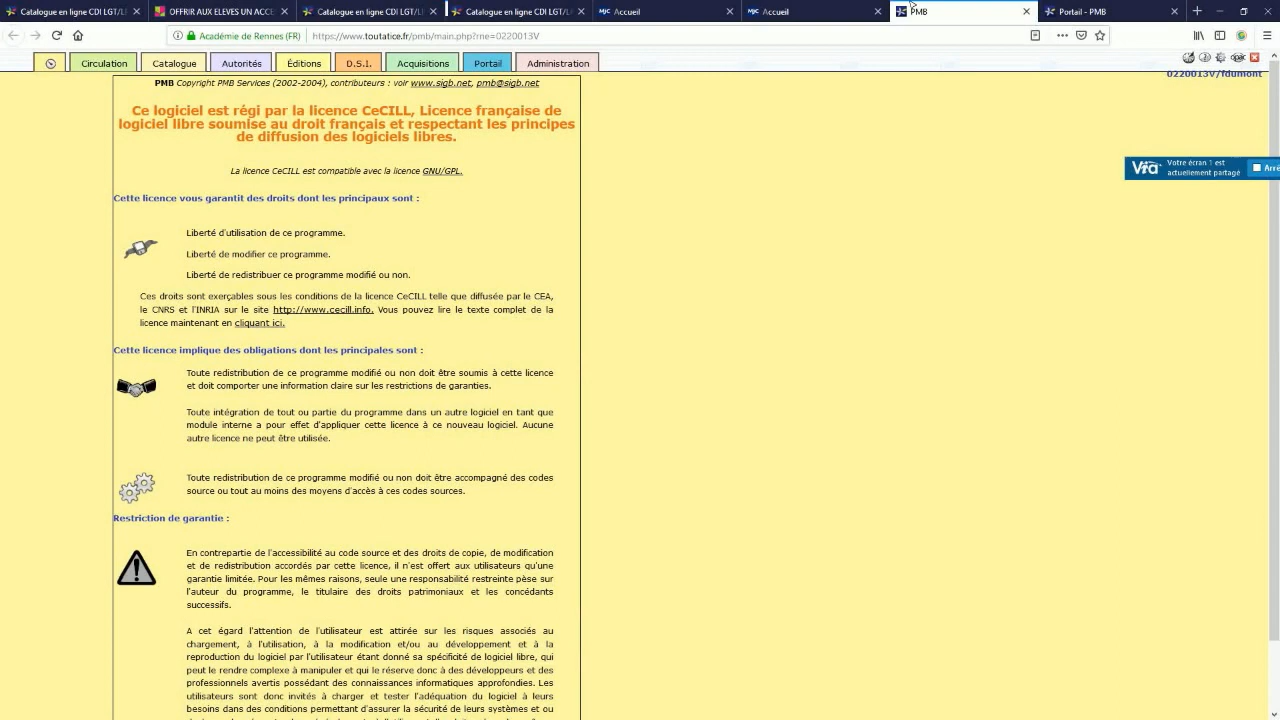 Catalogue en ligne CDI LGT/L
OFFRIR AUX ELEVES UN ACCE
Catalogue en ligne CDI LGT/L
Catalogue en ligne CDI LGT/L
Accueil
Accueil
PMB
Portail - PMB
Académie de Rennes (FR)
https://www.toutatice.fr/pmb/main.php?rne=0220013V
Circulation
Catalogue
Autorités
Éditions
D.S.I.
Acquisitions
Portail
Administration
0220013V/fdumont
PMB Copyright PMB Services (2002-2004), contributeurs : voir www.sigb.net, pmb@sigb.net
Ce logiciel est régi par la licence CeCILL, Licence française de
logiciel libre soumise au droit français et respectant les principes
de diffusion des logiciels libres.
La licence CeCILL est compatible avec la licence GNU/GPL.
Votre écran 1 est
actuellement partagé
Arrê
Cette licence vous garantit des droits dont les principaux sont :
Liberté d'utilisation de ce programme.
Liberté de modifier ce programme.
Liberté de redistribuer ce programme modifié ou non.
Ces droits sont exerçables sous les conditions de la licence CeCILL telle que diffusée par le CEA,
le CNRS et l'INRIA sur le site http://www.cecill.info. Vous pouvez lire le texte complet de la
licence maintenant en cliquant ici.
Cette licence implique des obligations dont les principales sont :
Toute redistribution de ce programme modifié ou non doit être soumis à cette licence
et doit comporter une information claire sur les restrictions de garanties.
Toute intégration de tout ou partie du programme dans un autre logiciel en tant que
module interne a pour effet d'appliquer cette licence à ce nouveau logiciel. Aucune
autre licence ne peut être utilisée.
Toute redistribution de ce programme modifié ou non doit être accompagné des codes
source ou tout au moins des moyens d'accès à ces codes sources.
Restriction de garantie :
En contrepartie de l'accessibilité au code source et des droits de copie, de modification
et de redistribution accordés par cette licence, il n'est offert aux utilisateurs qu'une
garantie limitée. Pour les mêmes raisons, seule une responsabilité restreinte pèse sur
l'auteur du programme, le titulaire des droits patrimoniaux et les concédants
successifs.
A cet égard l'attention de l'utilisateur est attirée sur les risques associés au
chargement, à l'utilisation, à la modification et/ou au développement et à la
reproduction du logiciel par l'utilisateur étant donné sa spécificité de logiciel libre, qui
peut le rendre complexe à manipuler et qui le réserve donc à des développeurs et des
professionnels avertis possédant des connaissances informatiques approfondies. Les
utilisateurs sont donc invités à charger et tester l'adéquation du logiciel à leurs
besoins dans des conditions permettant d'assurer la sécurité de leurs systèmes et ou